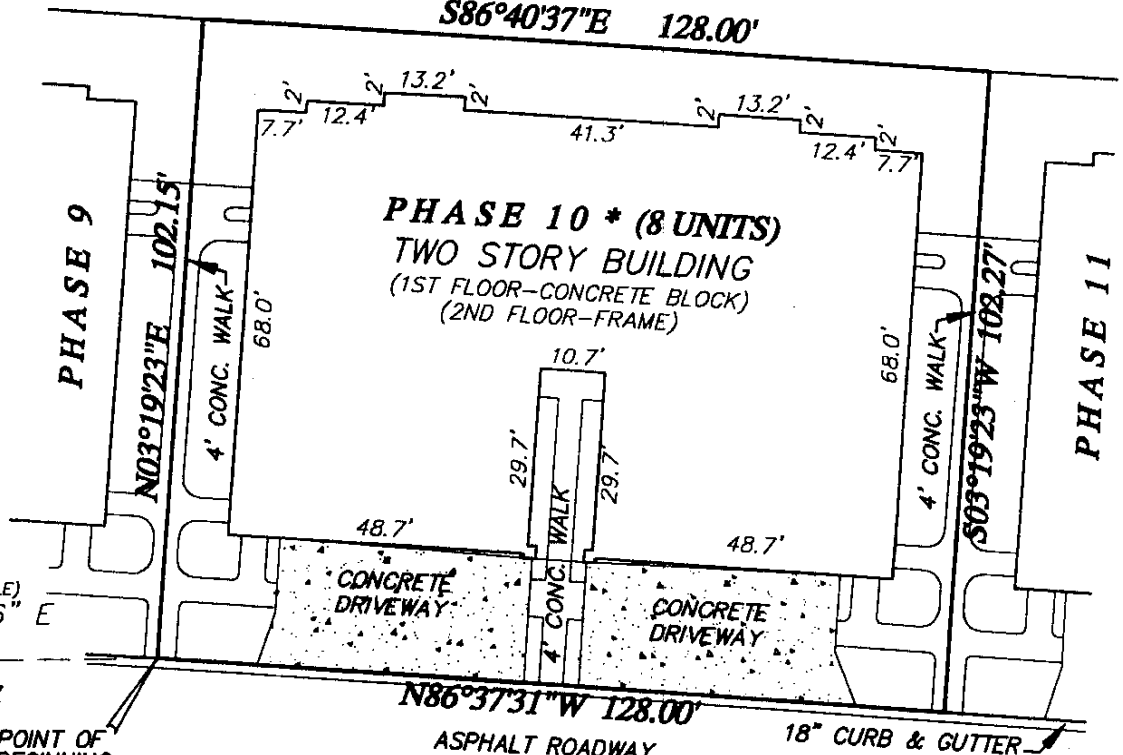 S86°40'37"E 128.00'
2' 13.2'
2' 2'
7.7' 12.4'
41.3'
2' 13.2'
2' 2'
12.4' 7.7'
PHASE 9
N03°19'23"E 102.15'
4' CONC. WALK
68.0'
PHASE 10 * (8 UNITS)
TWO STORY BUILDING
(1ST FLOOR-CONCRETE BLOCK)
(2ND FLOOR-FRAME)
10.7'
29.7'
29.7'
68.0'
4' CONC. WALK
S03°19'23"W 102.27'
PHASE 11
48.7'
48.7'
CONCRETE
DRIVEWAY
4' CONC. WALK
CONCRETE
DRIVEWAY
E
N86°37'31"W 128.00'
POINT OF
BEGINNING
ASPHALT ROADWAY
18" CURB & GUTTER